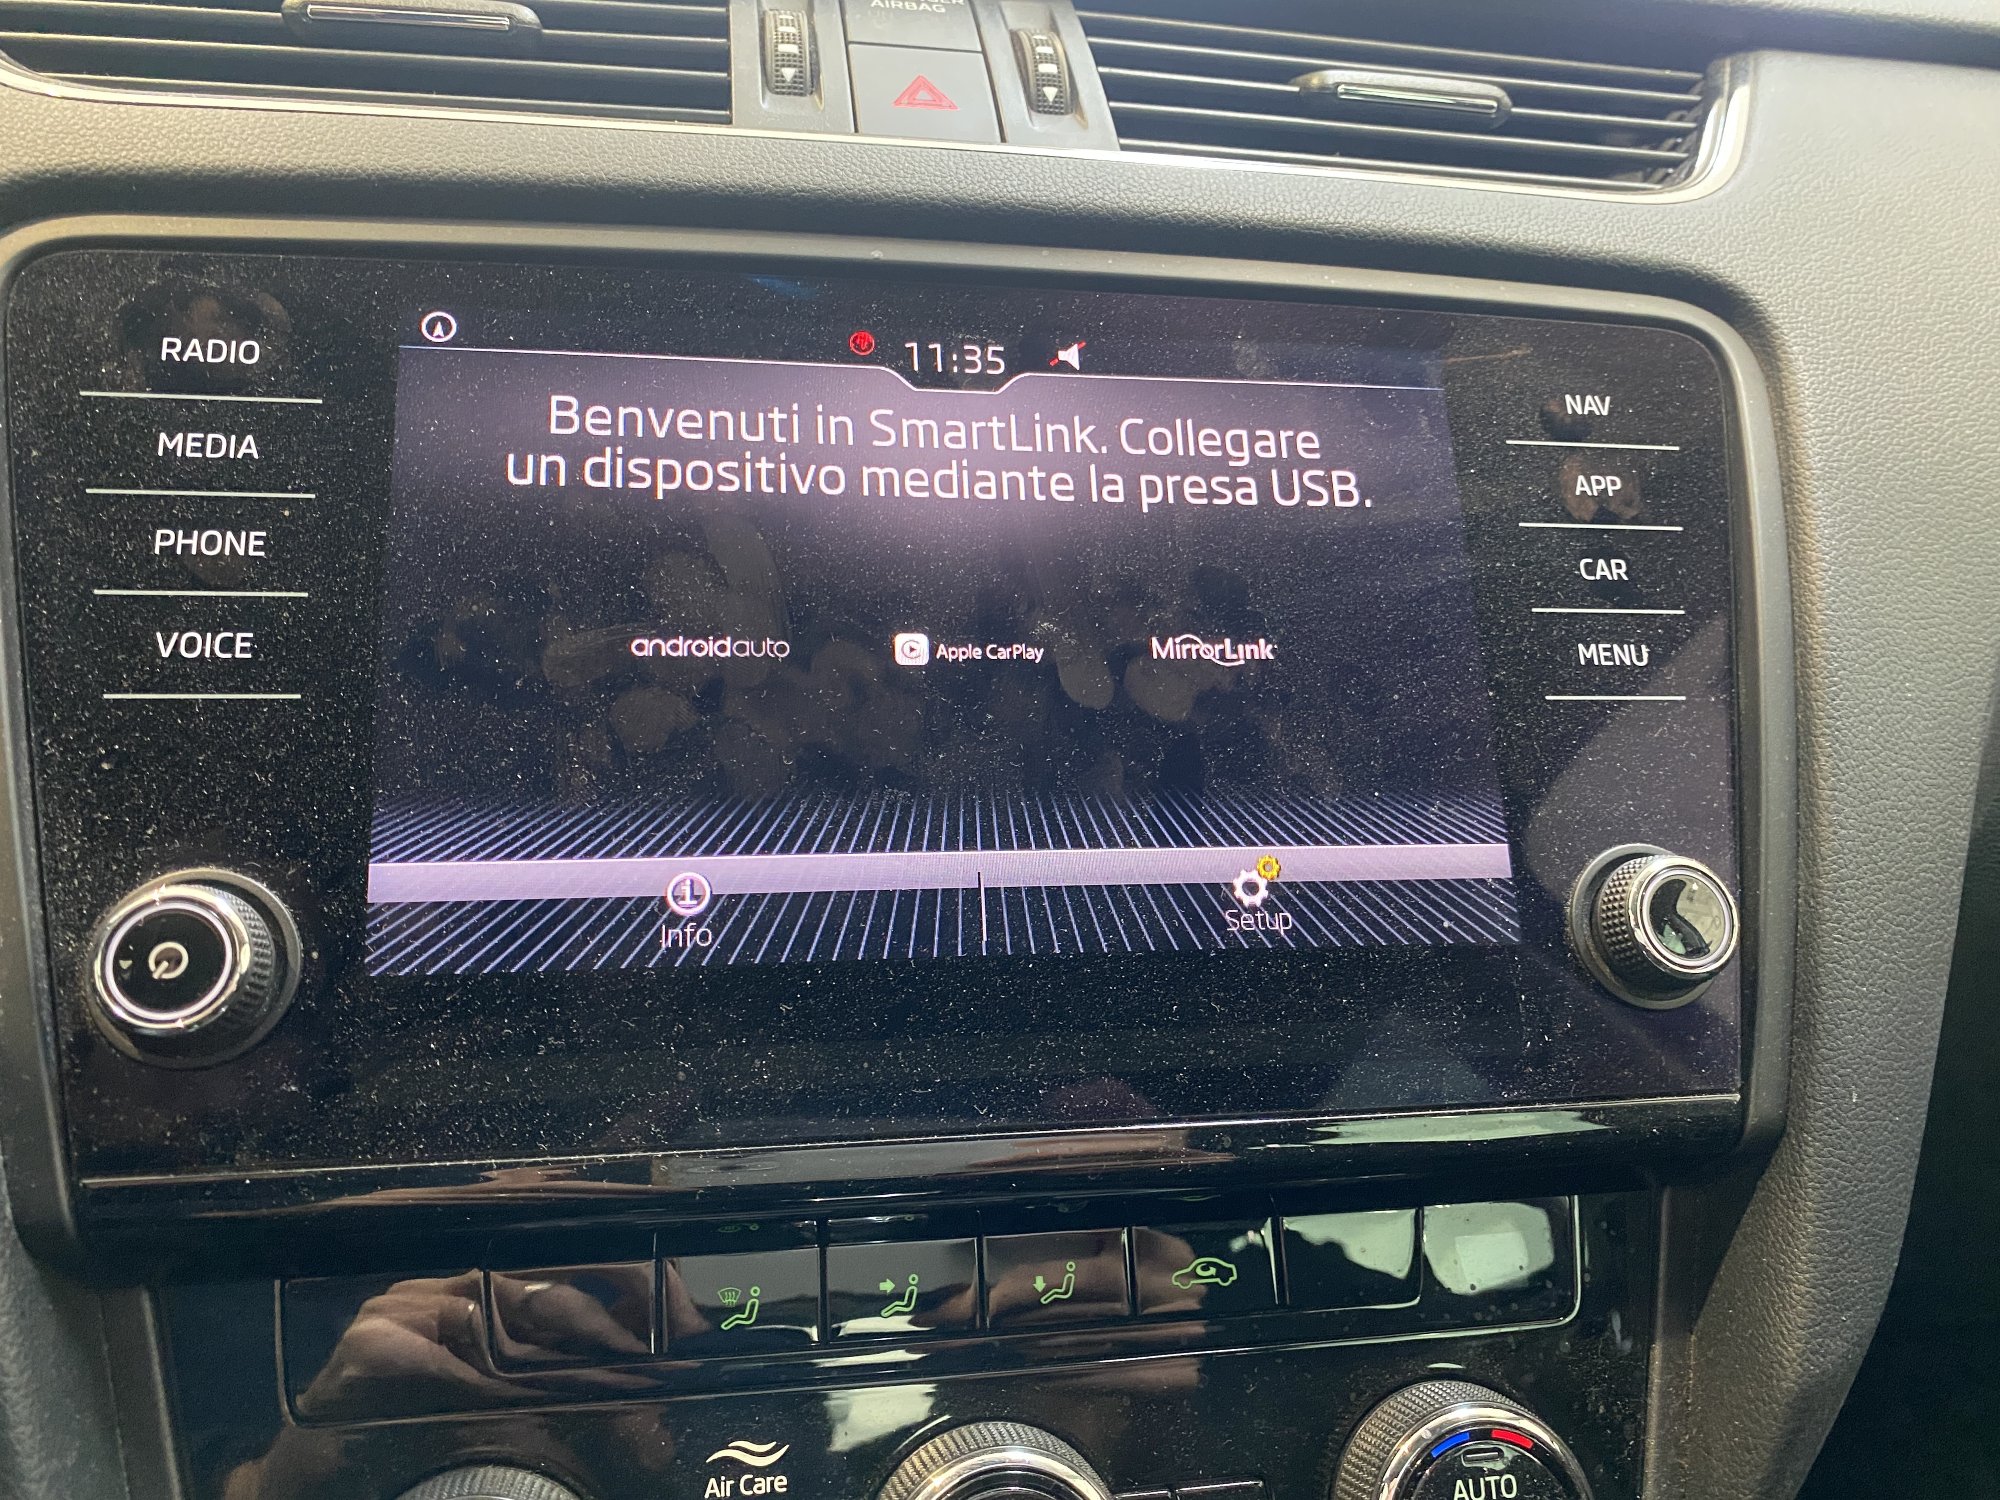 AIRBAG
RADIO
MEDIA
PHONE
VOICE
11:35
Benvenuti in SmartLink. Collegare
un dispositivo mediante la presa USB.
androidauto
Apple CarPlay
MirrorLink
Info
Setup
NAV
APP
CAR
MENU
Air Care
AUTO